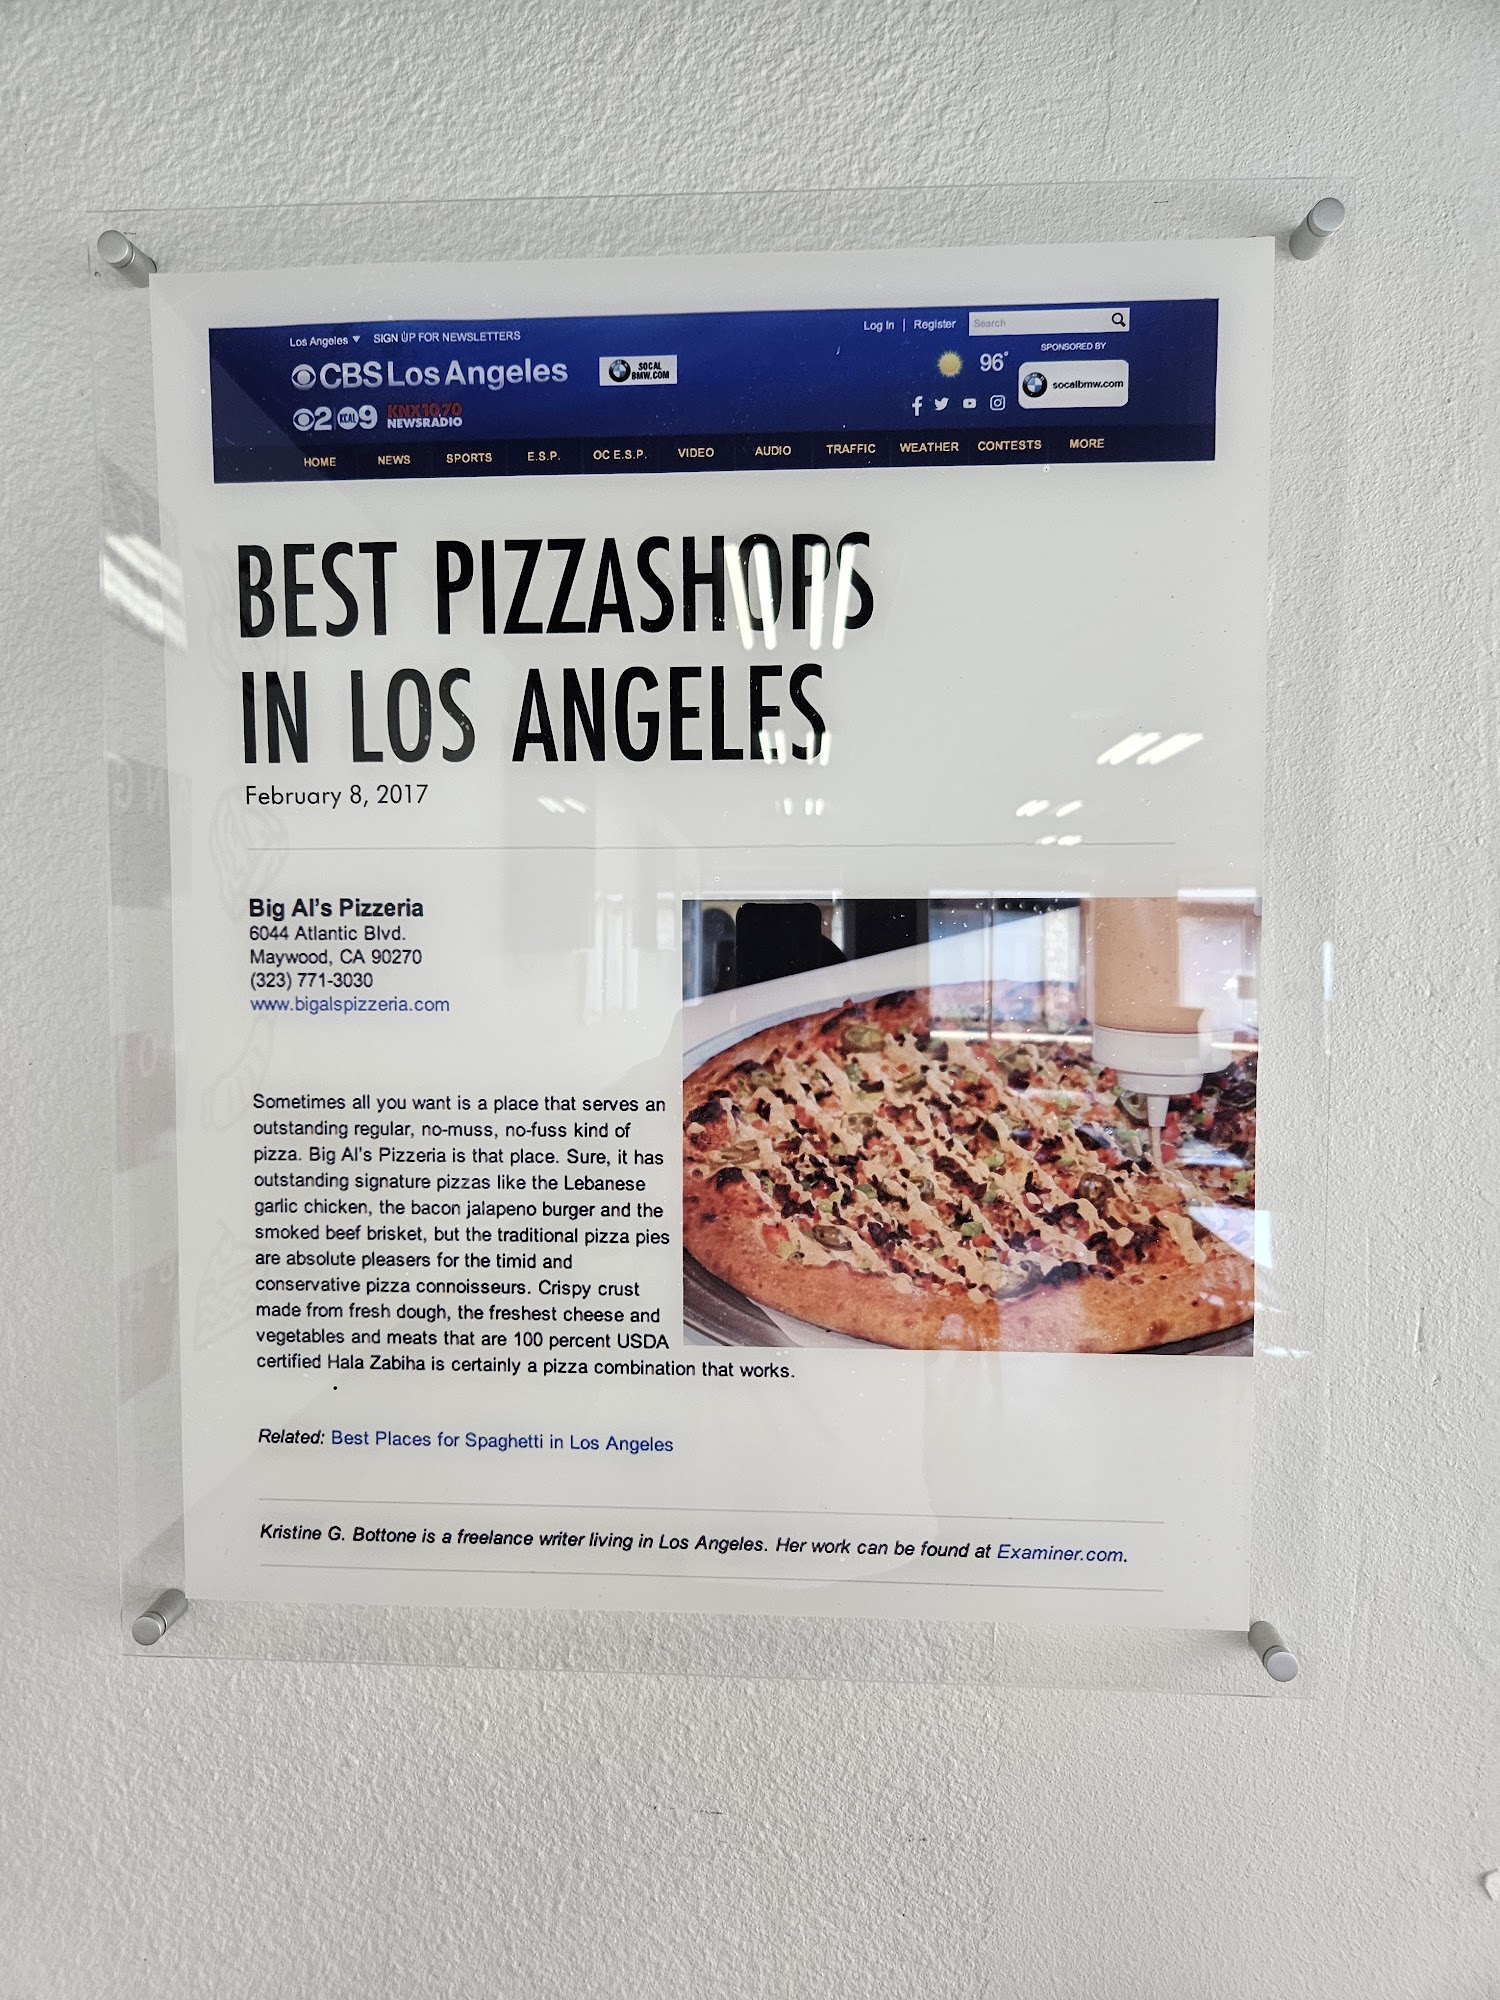 Los Angeles ▼ SIGN UP FOR NEWSLETTERS
Log In | Register Search
CBS Los Angeles
SOCAL
BMW.COM
96°
SPONSORED BY
socalbmw.com
2 KCAL 9 KNX1070
NEWSRADIO
HOME NEWS SPORTS E.S.P. OC E.S.P. VIDEO AUDIO TRAFFIC WEATHER CONTESTS MORE
BEST PIZZASHOPS
IN LOS ANGELES
February 8, 2017
Big Al's Pizzeria
6044 Atlantic Blvd.
Maywood, CA 90270
(323) 771-3030
www.bigalspizzeria.com
Sometimes all you want is a place that serves an
outstanding regular, no-muss, no-fuss kind of
pizza. Big Al's Pizzeria is that place. Sure, it has
outstanding signature pizzas like the Lebanese
garlic chicken, the bacon jalapeno burger and the
smoked beef brisket, but the traditional pizza pies
are absolute pleasers for the timid and
conservative pizza connoisseurs. Crispy crust
made from fresh dough, the freshest cheese and
vegetables and meats that are 100 percent USDA
certified Hala Zabiha is certainly a pizza combination that works.
Related: Best Places for Spaghetti in Los Angeles
Kristine G. Bottone is a freelance writer living in Los Angeles. Her work can be found at Examiner.com.